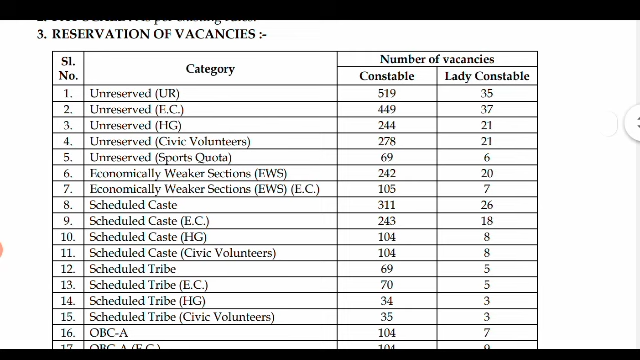 3. RESERVATION OF VACANCIES :-
Sl. No. Category Number of vacancies
Constable Lady Constable
1. Unreserved (UR) 519 35
2. Unreserved (E.C.) 449 37
3. Unreserved (HG) 244 21
4. Unreserved (Civic Volunteers) 278 21
5. Unreserved (Sports Quota) 69 6
6. Economically Weaker Sections (EWS) 242 20
7. Economically Weaker Sections (EWS) (E.C.) 105 7
8. Scheduled Caste 311 26
9. Scheduled Caste (E.C.) 243 18
10. Scheduled Caste (HG) 104 8
11. Scheduled Caste (Civic Volunteers) 104 8
12. Scheduled Tribe 69 5
13. Scheduled Tribe (E.C.) 70 5
14. Scheduled Tribe (HG) 34 3
15. Scheduled Tribe (Civic Volunteers) 35 3
16. OBC-A 104 7
17. OBC-A (E.C.) 104 9